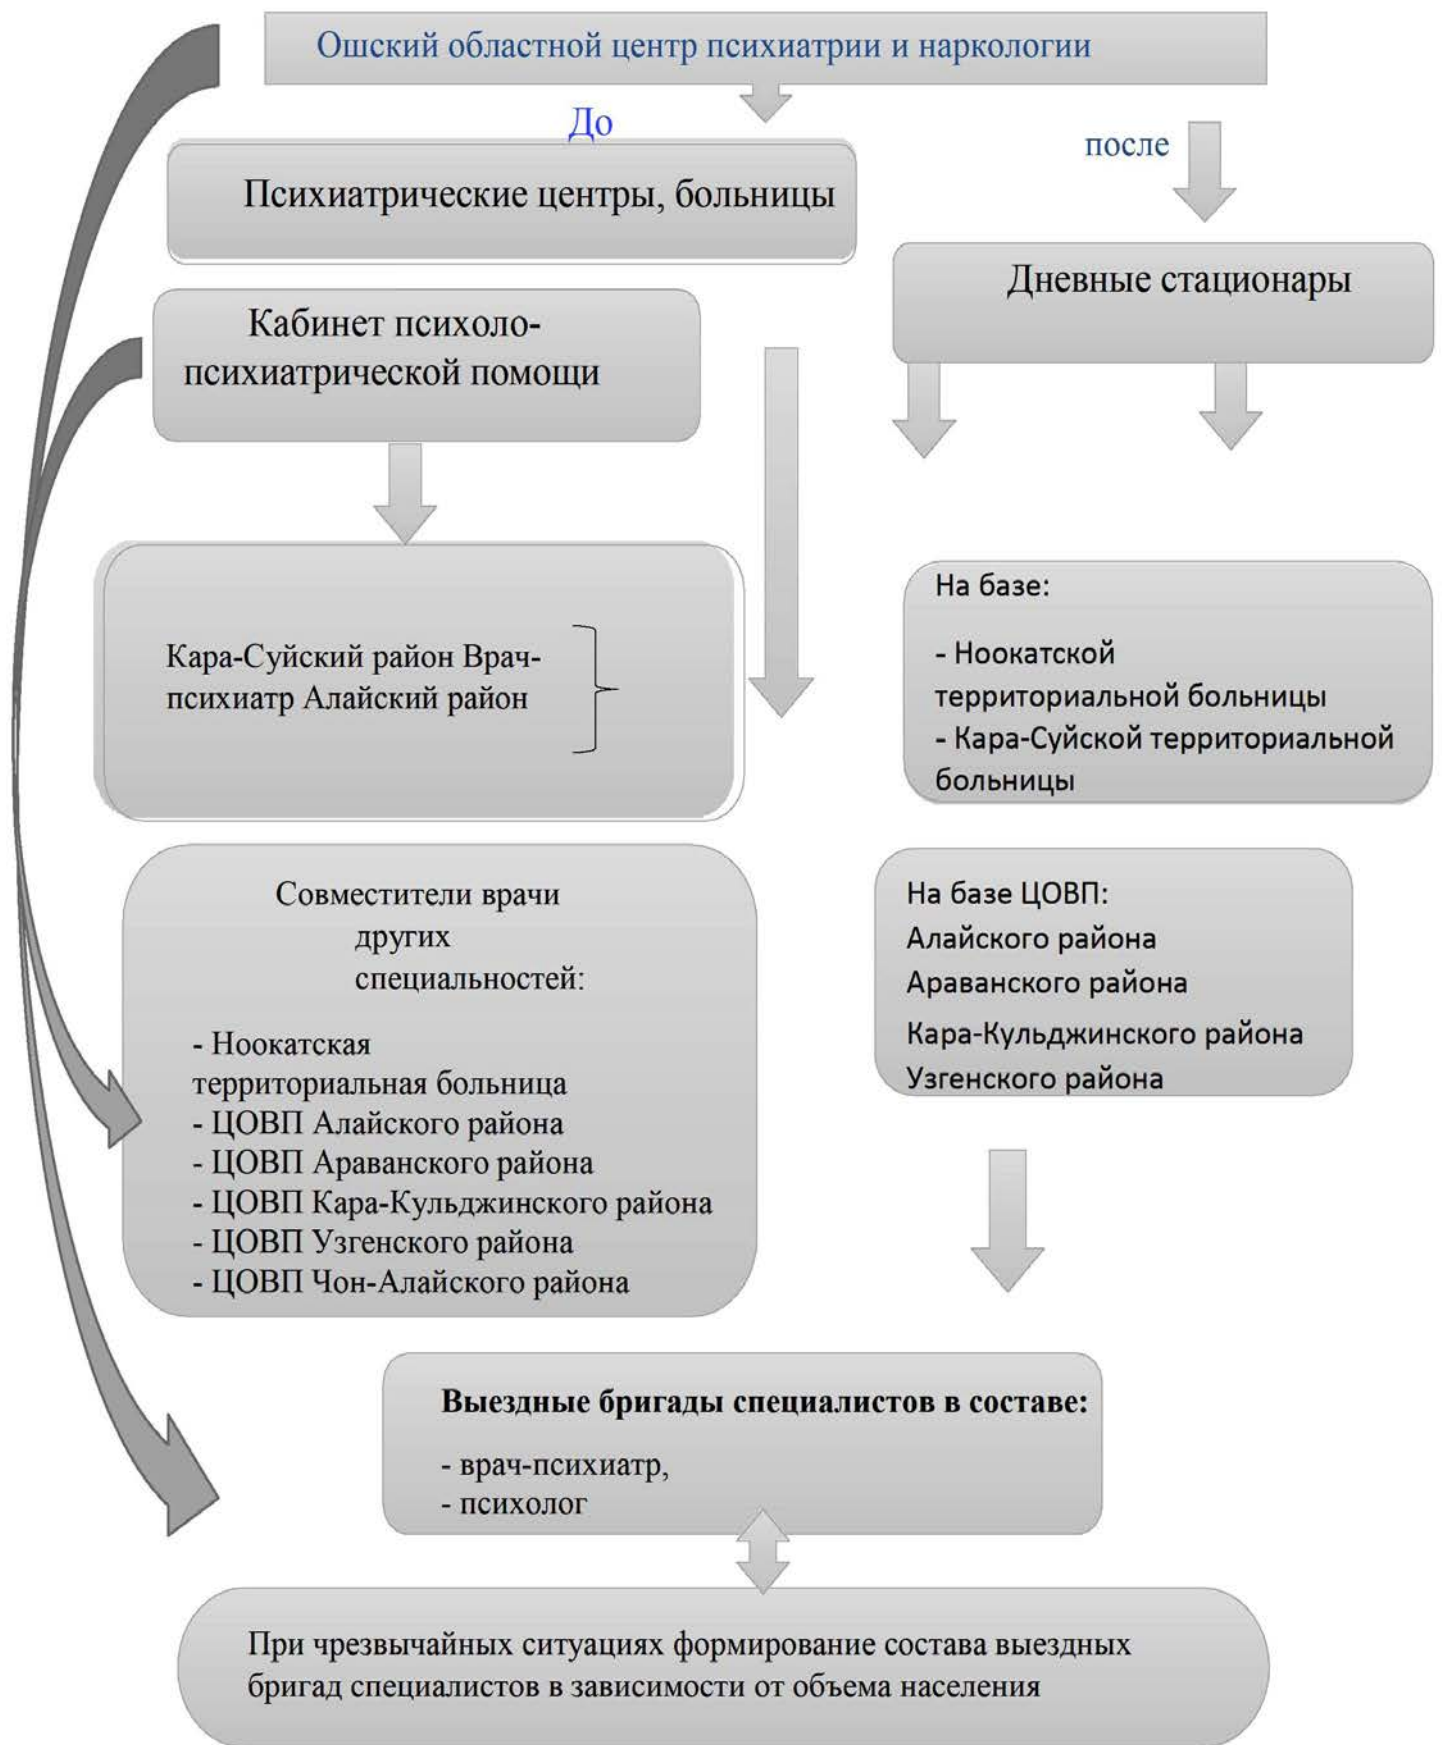 Ошский областной центр психиатрии и наркологии
До
после
Психиатрические центры, больницы
Дневные стационары
Кабинет психоло-
психиатрической помощи
Кара-Суйский район Врач-
психиатр Алайский район
На базе:
- Ноокатской
территориальной больницы
- Кара-Суйской территориальной
больницы
Совместители врачи
других
специальностей:
- Ноокатская
территориальная больница
- ЦОВП Алайского района
- ЦОВП Араванского района
- ЦОВП Кара-Кульджинского района
- ЦОВП Узгенского района
- ЦОВП Чон-Алайского района
На базе ЦОВП:
Алайского района
Араванского района
Кара-Кульджинского района
Узгенского района
Выездные бригады специалистов в составе:
- врач-психиатр,
- психолог
При чрезвычайных ситуациях формирование состава выездных
бригад специалистов в зависимости от объема населения